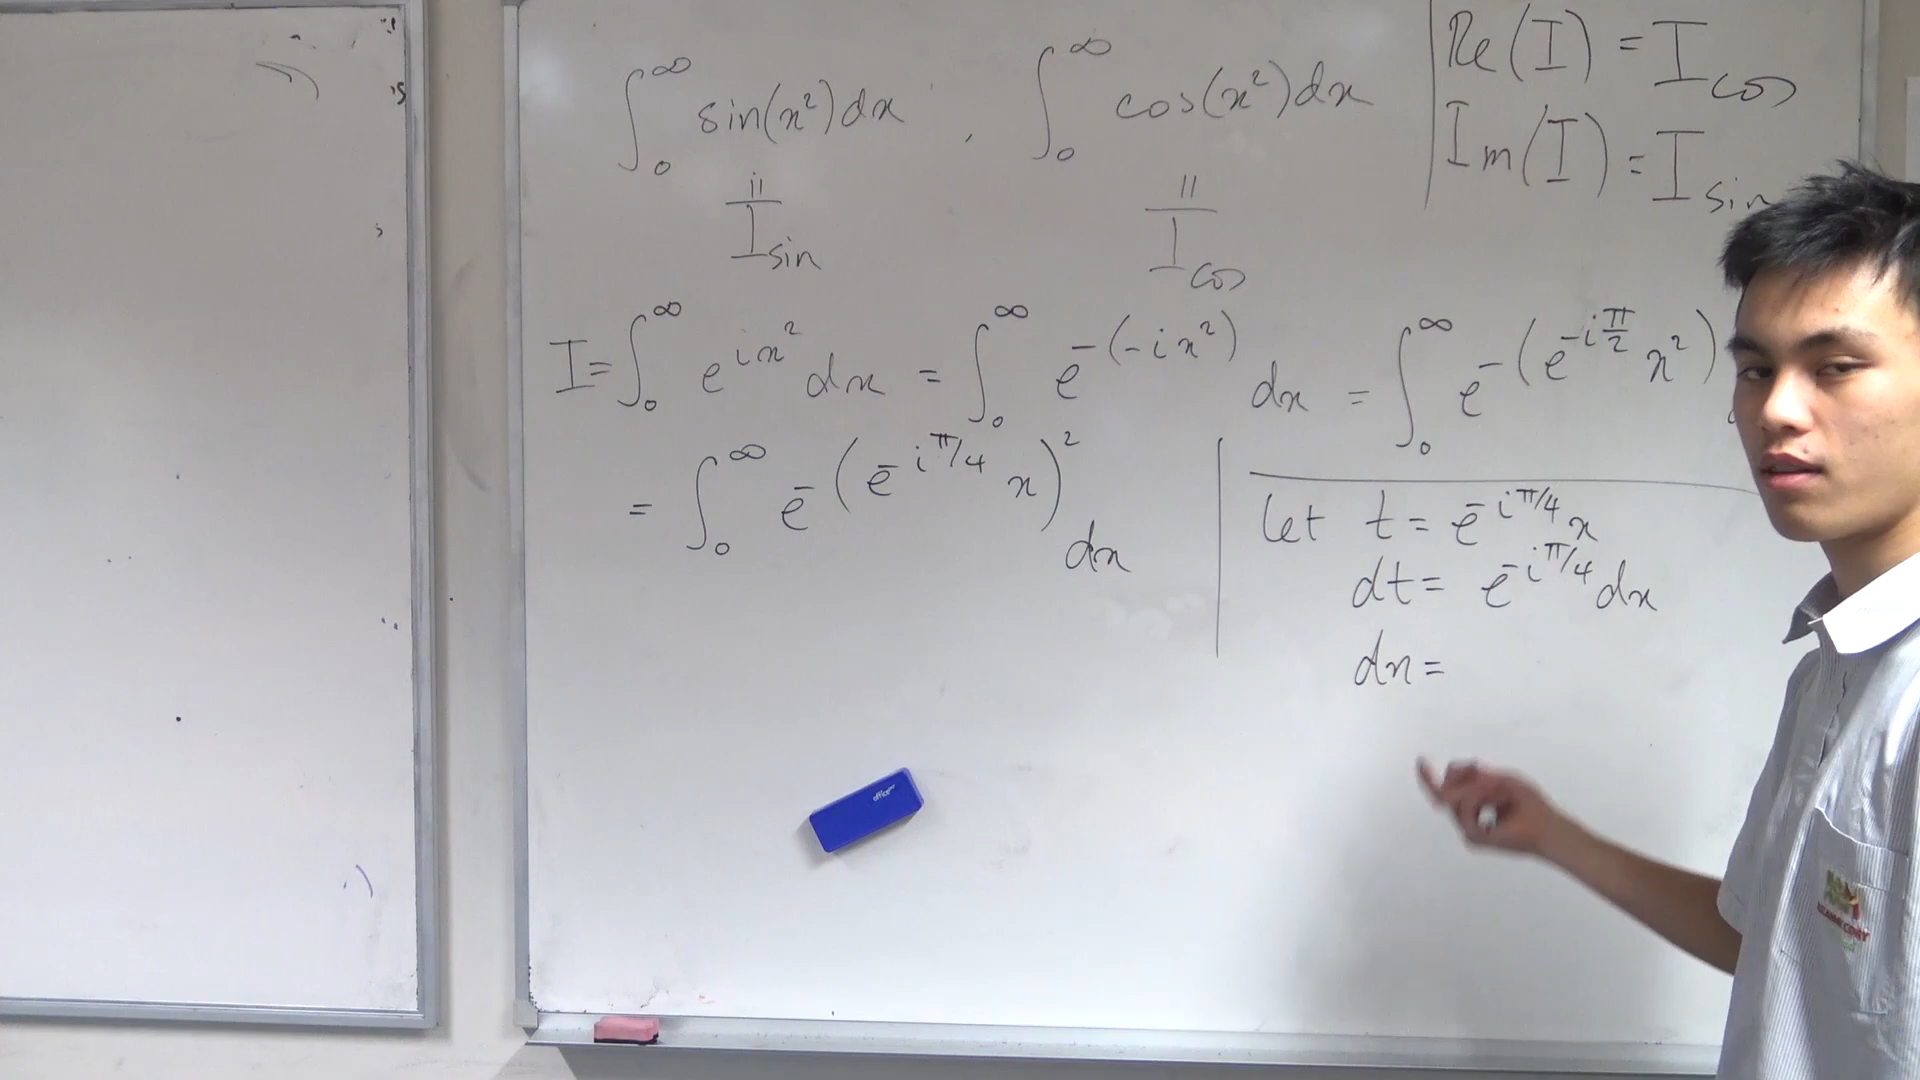 ∫₀^∞ sin(x²)dx , ∫₀^∞ cos(x²)dx
= I_sin
= I_cos
Re(I) = I_cos
Im(I) = I_sin
I = ∫₀^∞ e^{ix²} dx = ∫₀^∞ e^{-(-ix²)} dx = ∫₀^∞ e^{-(e^{-iπ/2} x²)}
= ∫₀^∞ e^{-(e^{-iπ/4} x)²} dx
Let t = e^{-iπ/4} x
dt = e^{-iπ/4} dx
dx =
office